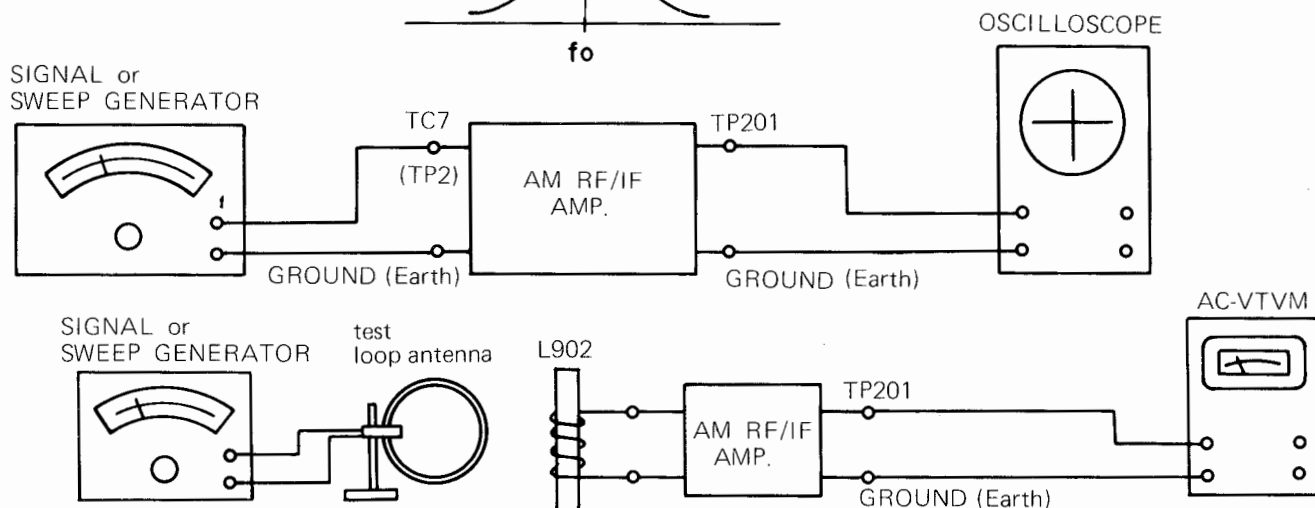 fo
OSCILLOSCOPE
SIGNAL or
SWEEP GENERATOR
TC7
(TP2)
AM RF/IF
AMP.
TP201
GROUND (Earth)
GROUND (Earth)
AC-VTVM
SIGNAL or
SWEEP GENERATOR
test
loop antenna
L902
AM RF/IF
AMP.
TP201
GROUND (Earth)